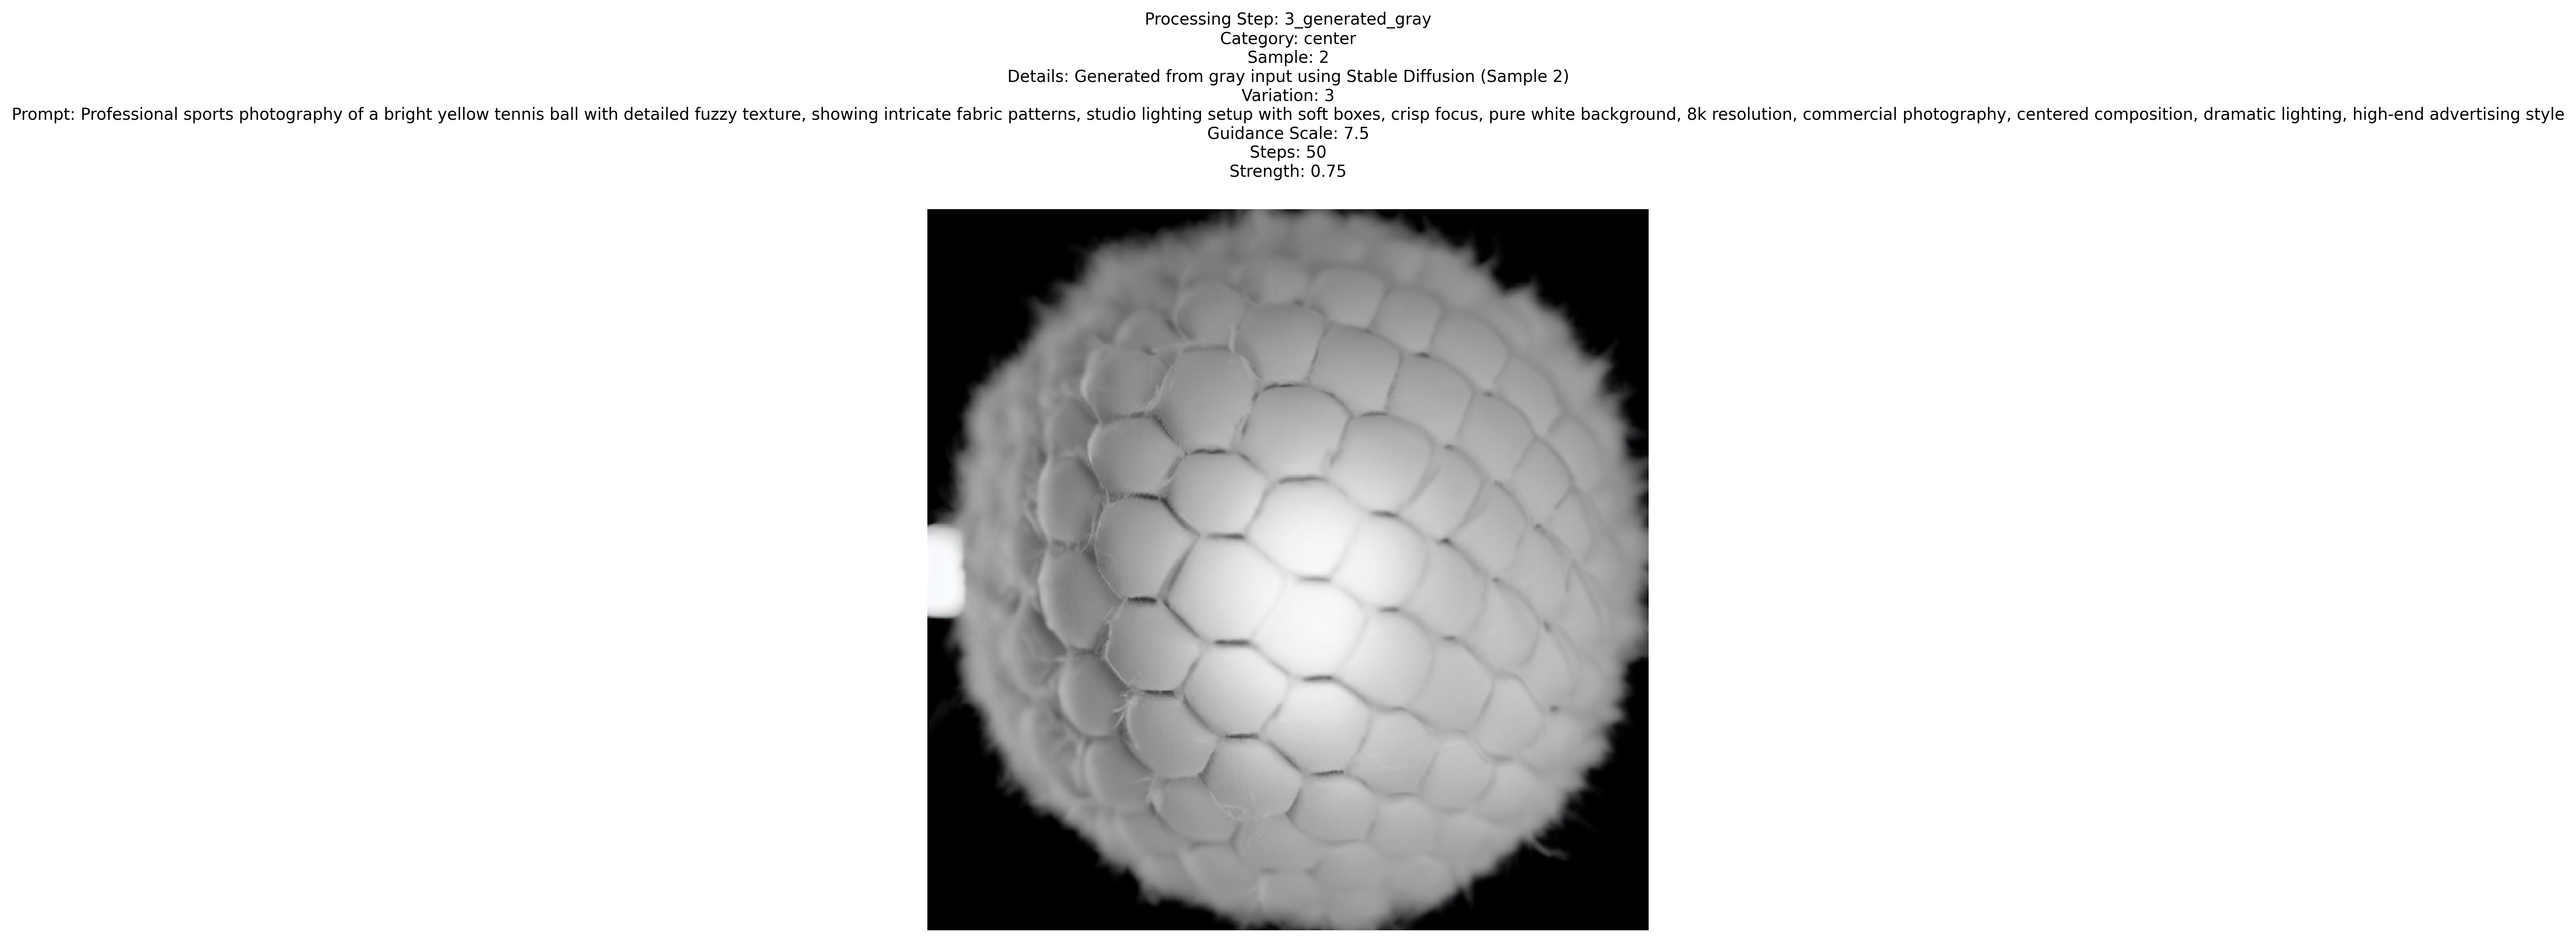 Processing Step: 3_generated_gray
Category: center
Sample: 2
Details: Generated from gray input using Stable Diffusion (Sample 2)
Variation: 3
Prompt: Professional sports photography of a bright yellow tennis ball with detailed fuzzy texture, showing intricate fabric patterns, studio lighting setup with soft boxes, crisp focus, pure white background, 8k resolution, commercial photography, centered composition, dramatic lighting, high-end advertising style
Guidance Scale: 7.5
Steps: 50
Strength: 0.75